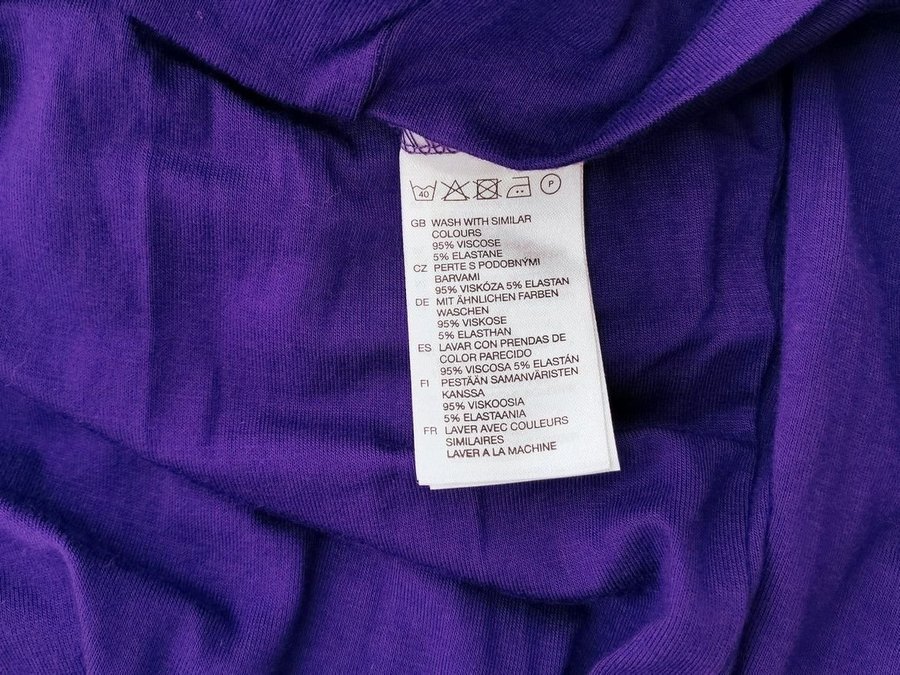 40 P
GB WASH WITH SIMILAR
COLOURS
95% VISCOSE
5% ELASTANE
CZ PERTE S PODOBNÝMI
BARVAMI
95% VISKÓZA 5% ELASTAN
DE MIT ÄHNLICHEN FARBEN
WASCHEN
95% VISKOSE
5% ELASTHAN
ES LAVAR CON PRENDAS DE
COLOR PARECIDO
95% VISCOSA 5% ELASTÁN
FI PESTÄÄN SAMANVÄRISTEN
KANSSA
95% VISKOOSIA
5% ELASTAANIA
FR LAVER AVEC COULEURS
SIMILAIRES
LAVER A LA MACHINE